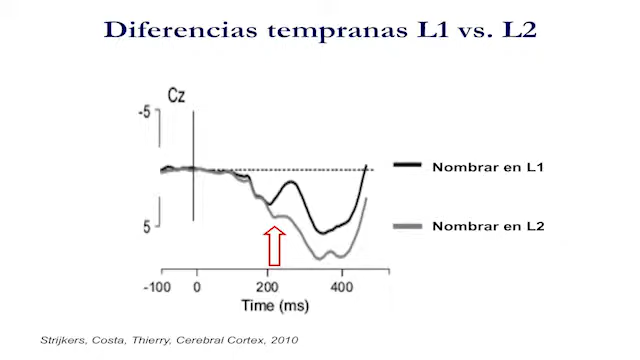 Diferencias tempranas L1 vs. L2
Cz
-5
5
Nombrar en L1
Nombrar en L2
-100 0 200 400
Time (ms)
Strijkers, Costa, Thierry, Cerebral Cortex, 2010